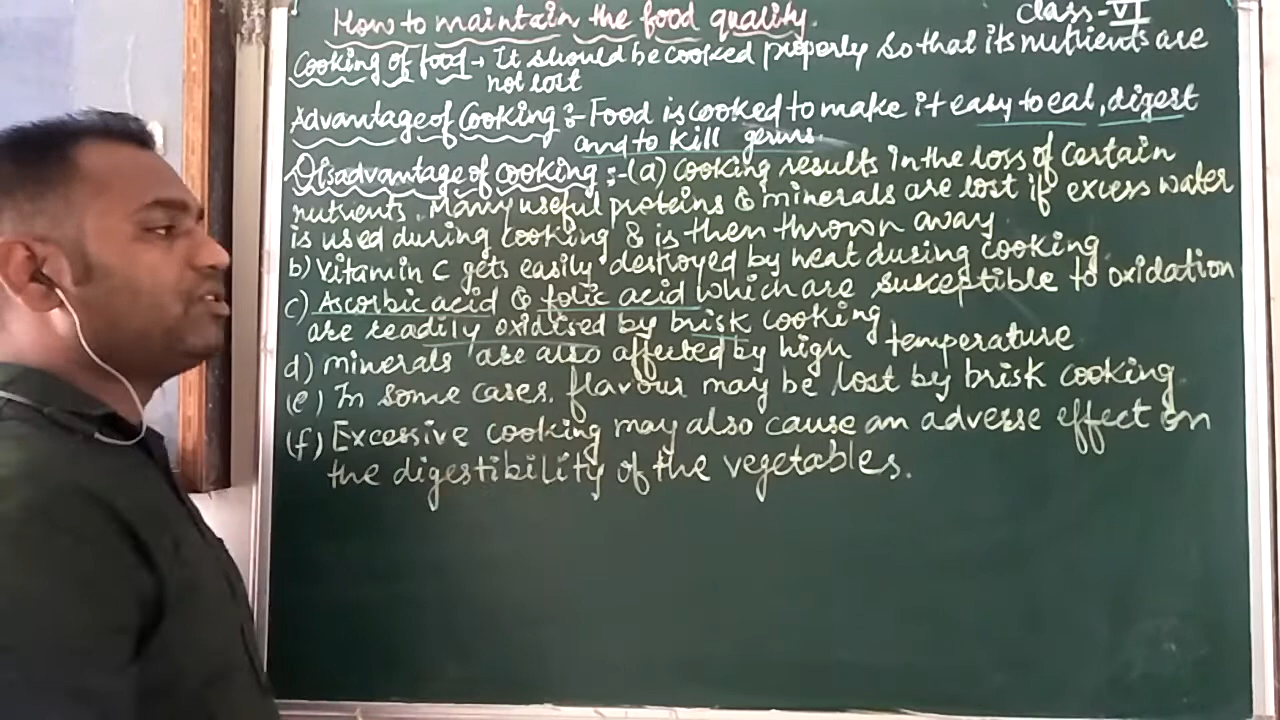 How to maintain the food quality.
class-VI
Cooking of food → It should be cooked properly so that its nutrients are
not lost
Advantage of Cooking :- Food is cooked to make it easy to eat, digest
and to kill germs.
Disadvantage of cooking :- (a) Cooking results in the loss of certain
nutrients. Many useful proteins & minerals are lost if excess water
is used during cooking & is then thrown away
b) Vitamin C gets easily destroyed by heat during cooking.
c) Ascorbic acid & folic acid which are susceptible to oxidation
are readily oxidised by brisk cooking
d) minerals are also affected by high temperature
(e) In some cases. flavour may be lost by brisk cooking
(f) Excessive cooking may also cause an adverse effect on
the digestibility of the vegetables.